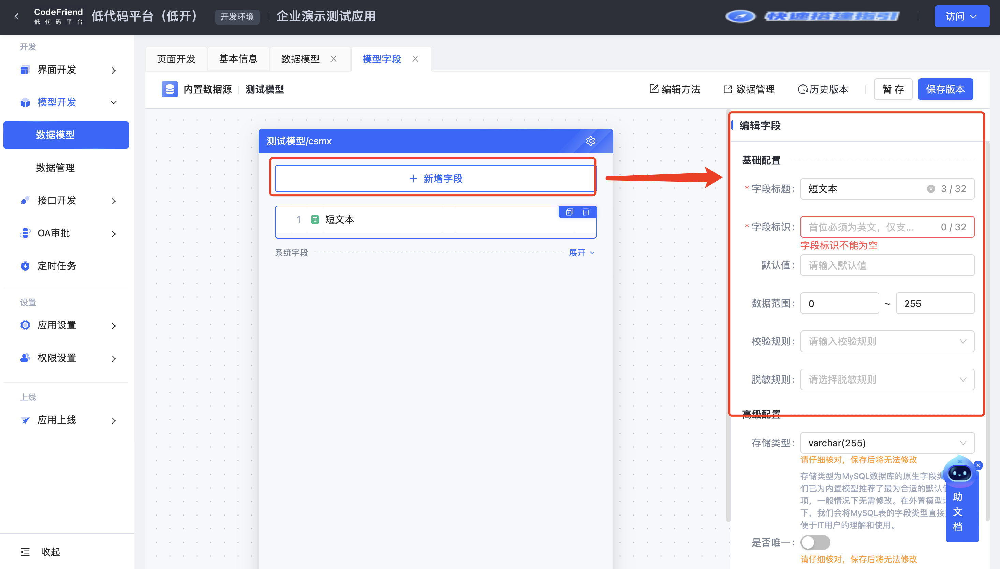 CodeFriend
低代码平台
低代码平台（低开）
开发环境
企业演示测试应用
快速搭建指引
访问
开发
界面开发
模型开发
数据模型
数据管理
接口开发
OA审批
定时任务
设置
应用设置
权限设置
上线
应用上线
收起
页面开发
基本信息
数据模型
模型字段
内置数据源
测试模型
编辑方法
数据管理
历史版本
暂 存
保存版本
测试模型/csmx
新增字段
1 T 短文本
系统字段
展开
编辑字段
基础配置
* 字段标题： 短文本 3 / 32
* 字段标识： 首位必须为英文，仅支... 0 / 32
字段标识不能为空
默认值： 请输入默认值
数据范围： 0 ~ 255
校验规则： 请输入校验规则
脱敏规则： 请选择脱敏规则
高级配置
存储类型： varchar(255)
请仔细核对，保存后将无法修改
存储类型为MySQL数据库的原生字段
们已为内置模型推荐了最为合适的默认
项，一般情况下无需修改。在外置模型
下，我们会将MySQL表的字段类型直接
便于IT用户的理解和使用。
是否唯一：
请仔细核对，保存后将无法修改
助
文
档